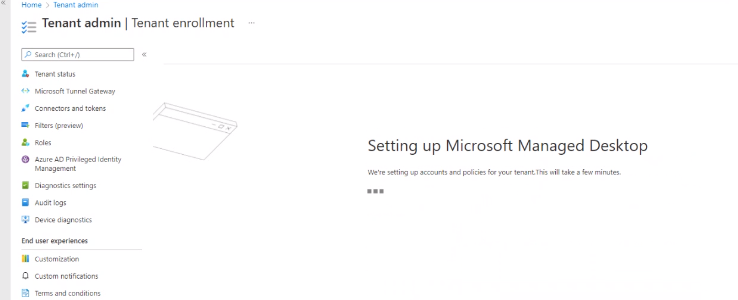 Home > Tenant admin
Tenant admin | Tenant enrollment ...
Search (Ctrl+/)
Tenant status
Microsoft Tunnel Gateway
Connectors and tokens
Filters (preview)
Roles
Azure AD Privileged Identity
Management
Diagnostics settings
Audit logs
Device diagnostics
End user experiences
Customization
Custom notifications
Terms and conditions
Setting up Microsoft Managed Desktop
We're setting up accounts and policies for your tenant.This will take a few minutes.